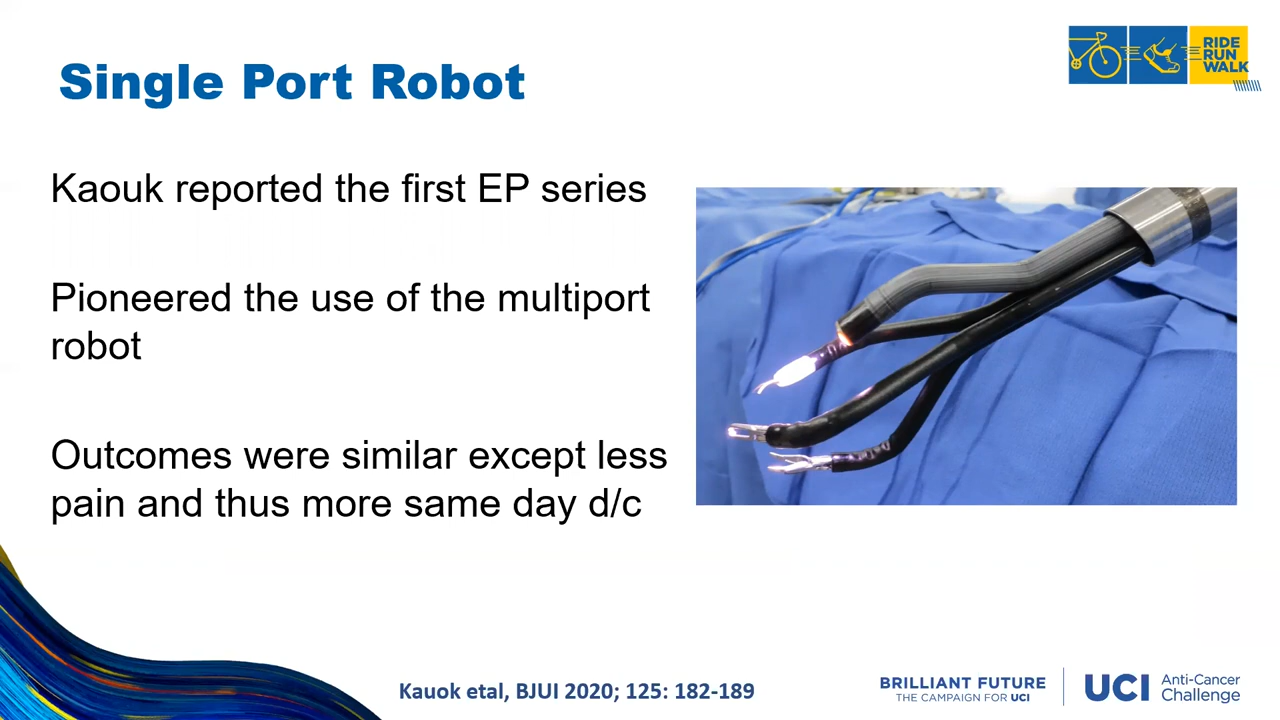 Single Port Robot
RIDE
RUN
WALK
Kaouk reported the first EP series
Pioneered the use of the multiport
robot
Outcomes were similar except less
pain and thus more same day d/c
Kauok etal, BJUI 2020; 125: 182-189
BRILLIANT FUTURE
THE CAMPAIGN FOR UCI
UCI Anti-Cancer
Challenge